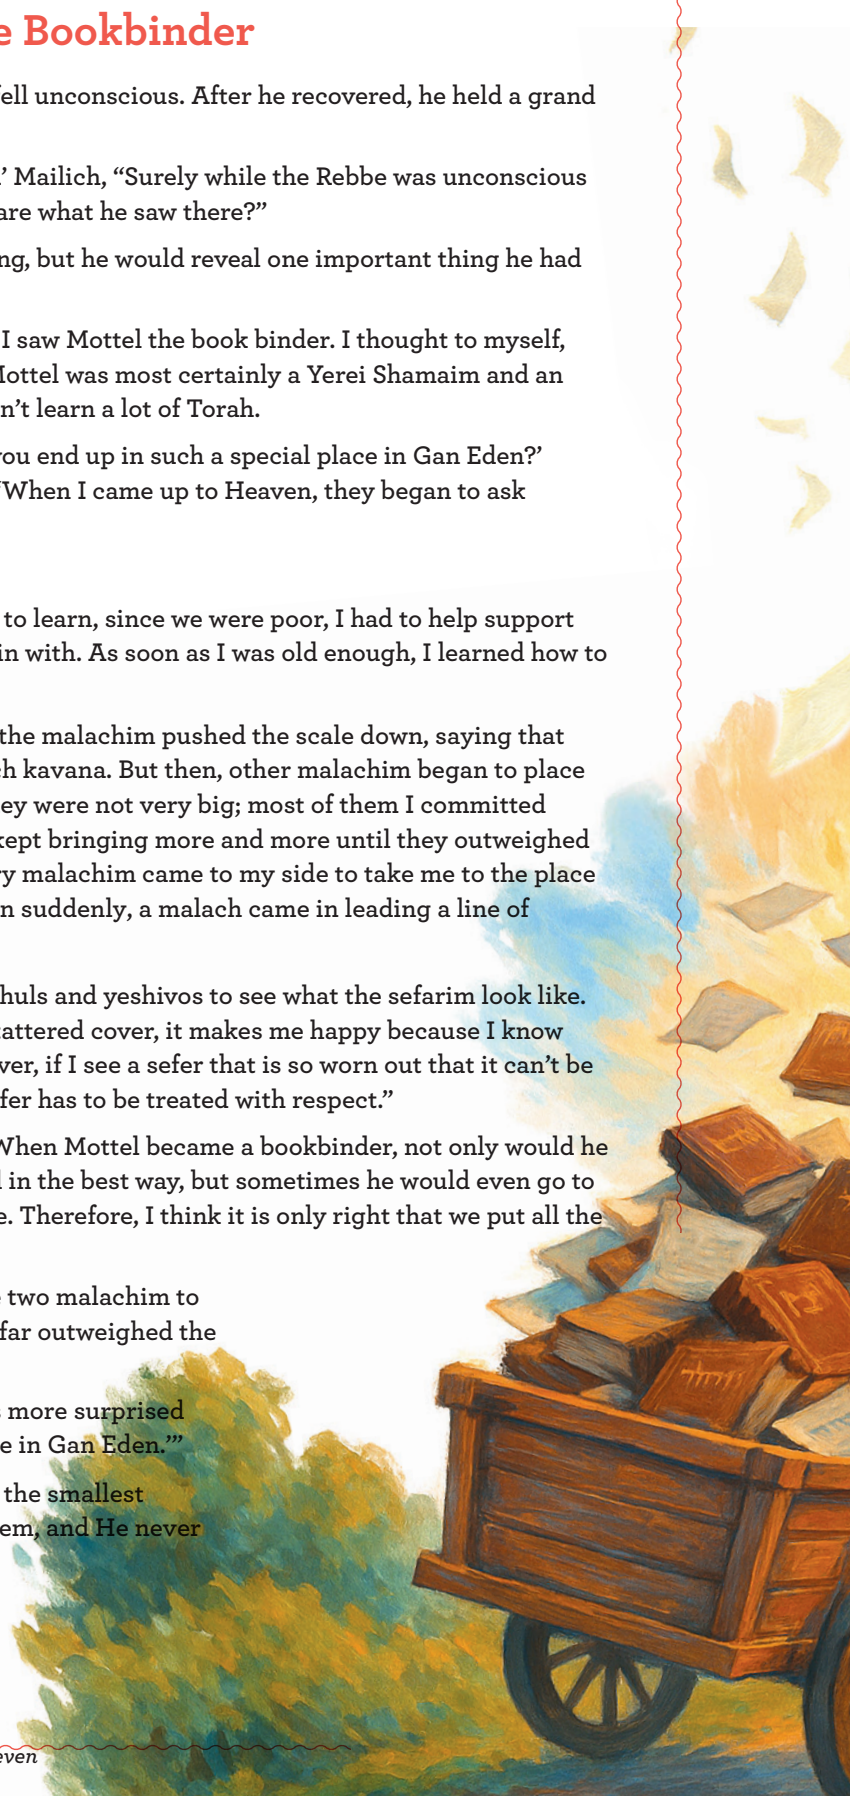 e Bookbinder
fell unconscious. After he recovered, he held a grand
.’ Mailich, “Surely while the Rebbe was unconscious
are what he saw there?”
ng, but he would reveal one important thing he had
I saw Mottel the book binder. I thought to myself,
Mottel was most certainly a Yerei Shamaim and an
n’t learn a lot of Torah.
you end up in such a special place in Gan Eden?’
‘When I came up to Heaven, they began to ask
to learn, since we were poor, I had to help support
in with. As soon as I was old enough, I learned how to
the malachim pushed the scale down, saying that
ch kavana. But then, other malachim began to place
ey were not very big; most of them I committed
kept bringing more and more until they outweighed
ry malachim came to my side to take me to the place
n suddenly, a malach came in leading a line of
huls and yeshivos to see what the sefarim look like.
tattered cover, it makes me happy because I know
ver, if I see a sefer that is so worn out that it can’t be
fer has to be treated with respect.”
When Mottel became a bookbinder, not only would he
d in the best way, but sometimes he would even go to
e. Therefore, I think it is only right that we put all the
e two malachim to
far outweighed the
s more surprised
e in Gan Eden.’”
the smallest
em, and He never
even